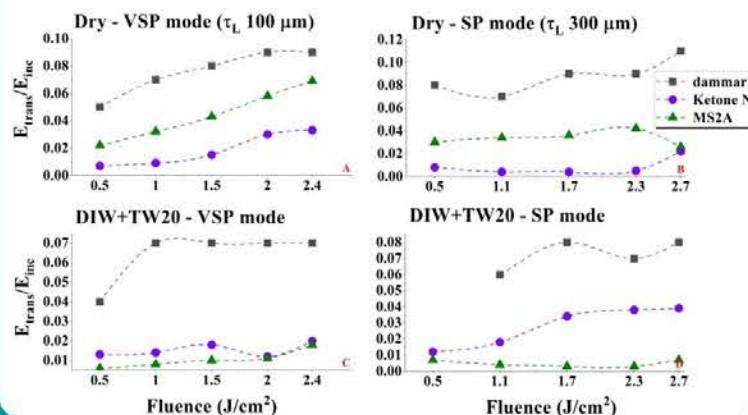 Dry - VSP mode (τL 100 μm)
Dry - SP mode (τL 300 μm)
Etrans/Einc
0.10
0.08
0.06
0.04
0.02
0.00
0.5 1 1.5 2 2.4
A
0.12
0.10
0.08
0.06
0.04
0.02
0.00
0.5 1.1 1.7 2.3 2.7
B
dammar
Ketone N
MS2A
DIW+TW20 - VSP mode
DIW+TW20 - SP mode
Etrans/Einc
0.07
0.06
0.05
0.04
0.03
0.02
0.01
0.5 1 1.5 2 2.4
C
Fluence (J/cm²)
0.08
0.07
0.06
0.05
0.04
0.03
0.02
0.01
0.00
0.5 1.1 1.7 2.3 2.7
D
Fluence (J/cm²)